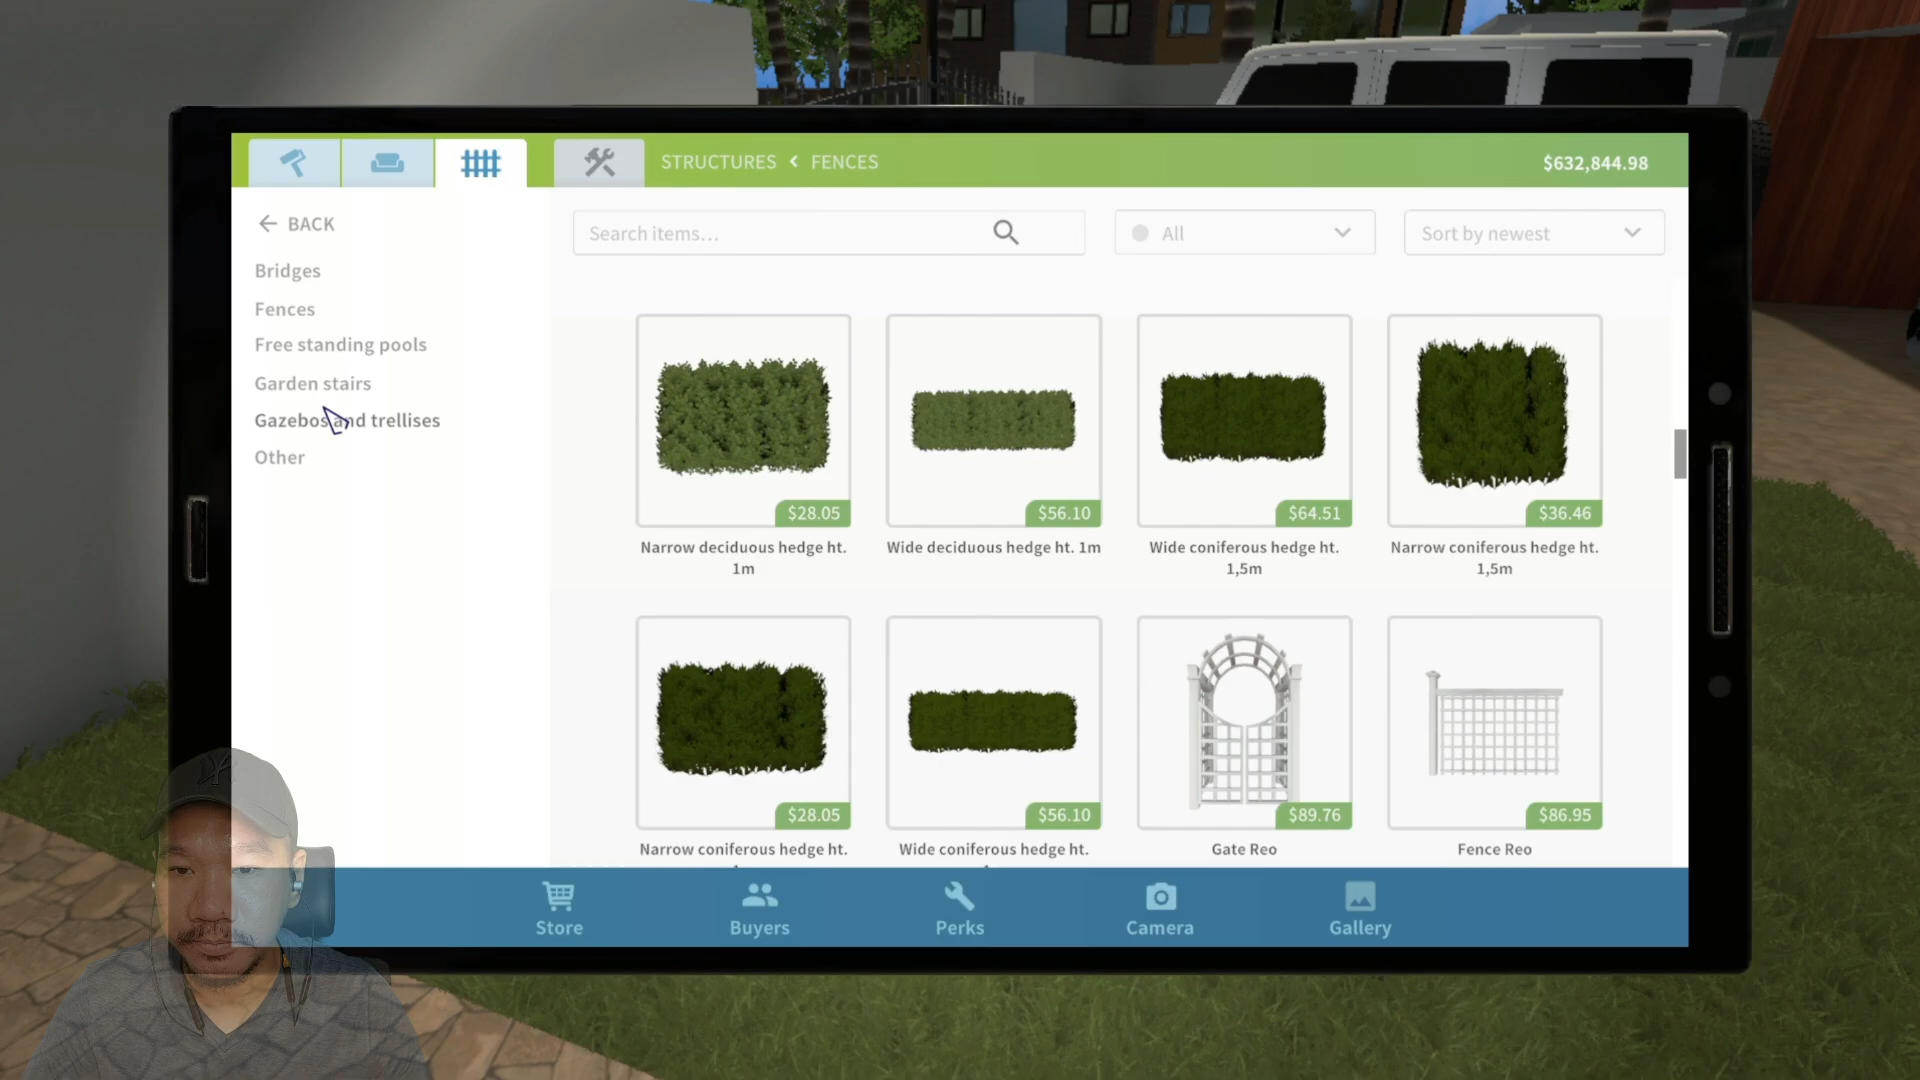 STRUCTURES < FENCES
$632,844.98
BACK
Search items...
All
Sort by newest
Bridges
Fences
Free standing pools
Garden stairs
Gazebos and trellises
Other
$28.05
$56.10
$64.51
$36.46
Narrow deciduous hedge ht.
1m
Wide deciduous hedge ht. 1m
Wide coniferous hedge ht.
1,5m
Narrow coniferous hedge ht.
1,5m
$28.05
$56.10
$89.76
$86.95
Narrow coniferous hedge ht.
Wide coniferous hedge ht.
Gate Reo
Fence Reo
Store
Buyers
Perks
Camera
Gallery